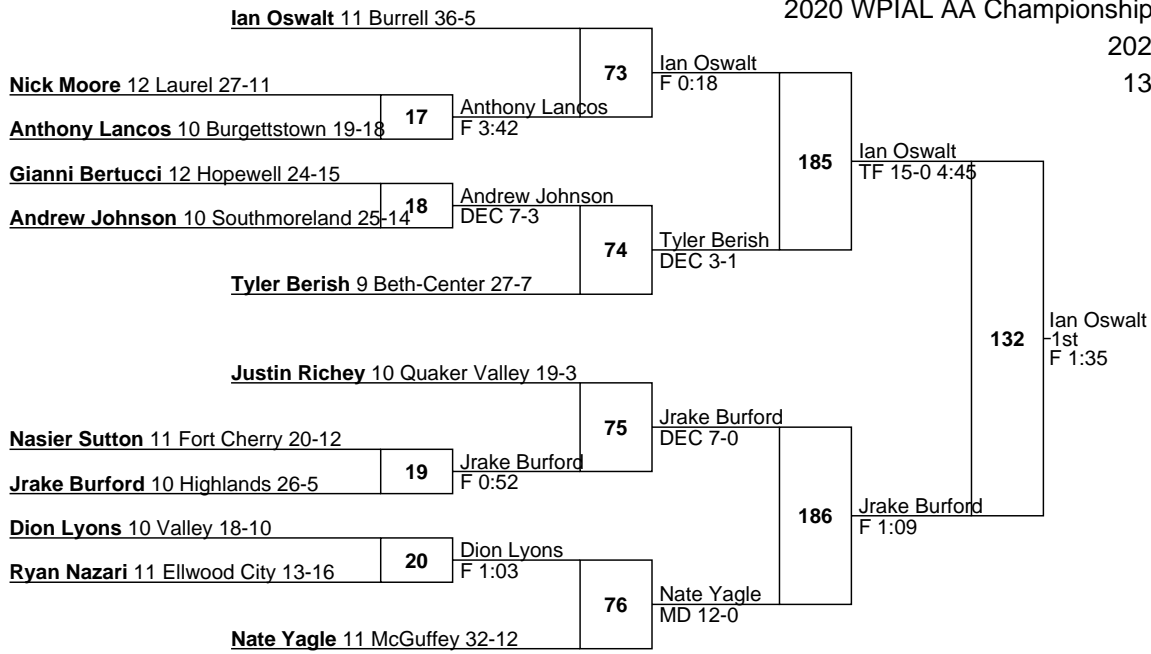 2020 WPIAL AA Championship
202
13
Ian Oswalt 11 Burrell 36-5
73
Ian Oswalt
F 0:18
Nick Moore 12 Laurel 27-11
17
Anthony Lancos
F 3:42
Anthony Lancos 10 Burgettstown 19-18
185
Ian Oswalt
TF 15-0 4:45
Gianni Bertucci 12 Hopewell 24-15
18
Andrew Johnson
DEC 7-3
Andrew Johnson 10 Southmoreland 25-14
74
Tyler Berish
DEC 3-1
Tyler Berish 9 Beth-Center 27-7
132
Ian Oswalt
1st
F 1:35
Justin Richey 10 Quaker Valley 19-3
75
Jrake Burford
DEC 7-0
Nasier Sutton 11 Fort Cherry 20-12
19
Jrake Burford
F 0:52
Jrake Burford 10 Highlands 26-5
186
Jrake Burford
F 1:09
Dion Lyons 10 Valley 18-10
20
Dion Lyons
F 1:03
Ryan Nazari 11 Ellwood City 13-16
76
Nate Yagle
MD 12-0
Nate Yagle 11 McGuffey 32-12